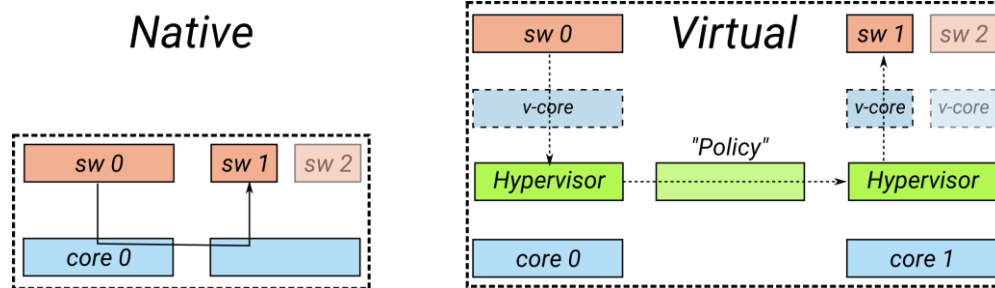 Native
sw 0
sw 1
sw 2
core 0
Virtual
sw 0
sw 1
sw 2
v-core
v-core
v-core
"Policy"
Hypervisor
Hypervisor
core 0
core 1